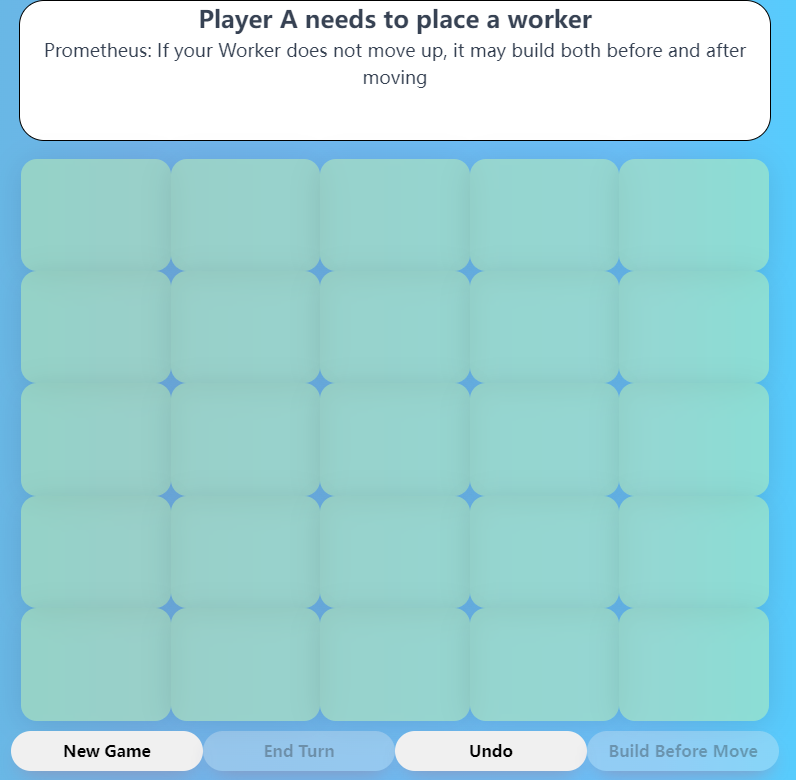 Player A needs to place a worker
Prometheus: If your Worker does not move up, it may build both before and after
moving
New Game
End Turn
Undo
Build Before Move